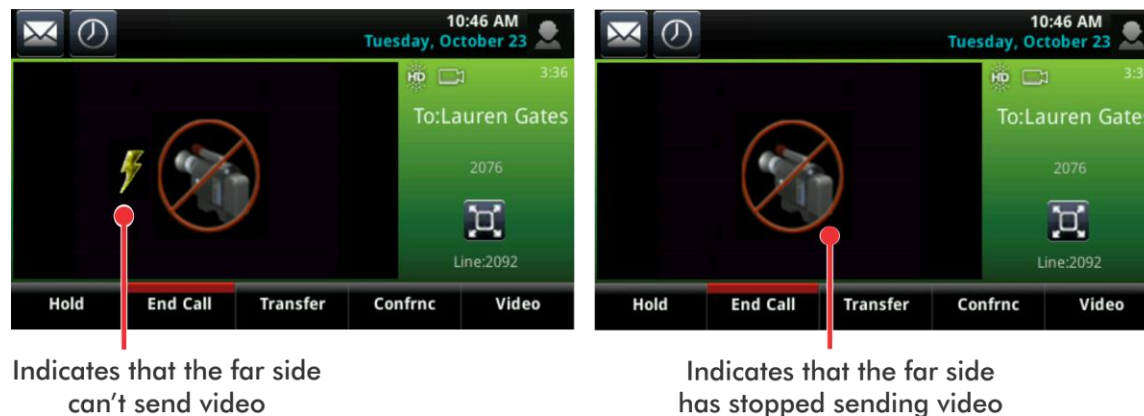 10:46 AM
Tuesday, October 23
HD 3:36
To:Lauren Gates
2076
Line:2092
Hold End Call Transfer Confrnc Video
Indicates that the far side
can't send video
10:46 AM
Tuesday, October 23
HD 3:3
To:Lauren Gate
2076
Line:2092
Hold End Call Transfer Confrnc Video
Indicates that the far side
has stopped sending video